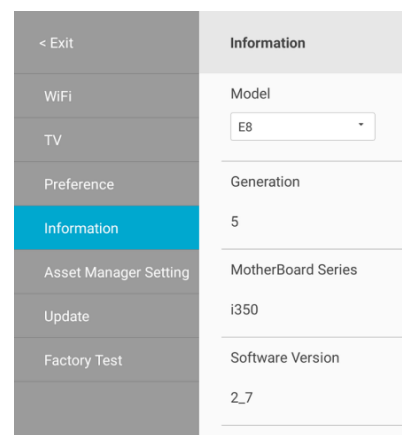 < Exit
WiFi
TV
Preference
Information
Asset Manager Setting
Update
Factory Test
Information
Model
E8
Generation
5
MotherBoard Series
i350
Software Version
2_7